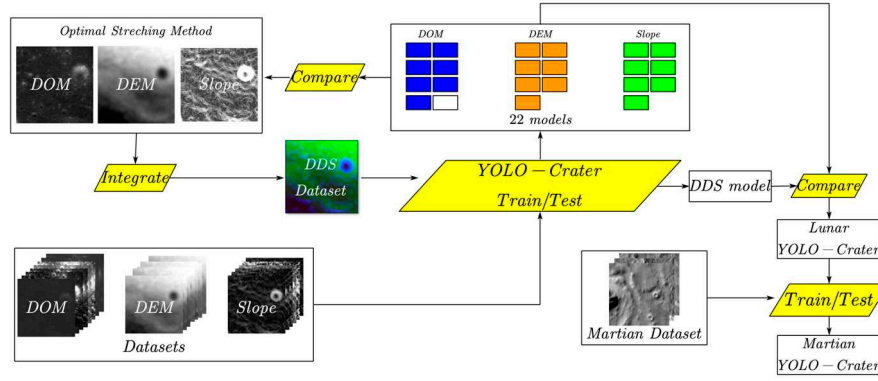 Optimal Streching Method
DOM
DEM
Slope
Compare
DOM
DEM
Slope
22 models
Integrate
DDS
Dataset
YOLO-Crater
Train/Test
DDS model
Compare
Lunar
YOLO-Crater
DOM
DEM
Slope
Datasets
Martian Dataset
Train/Test
Martian
YOLO-Crater